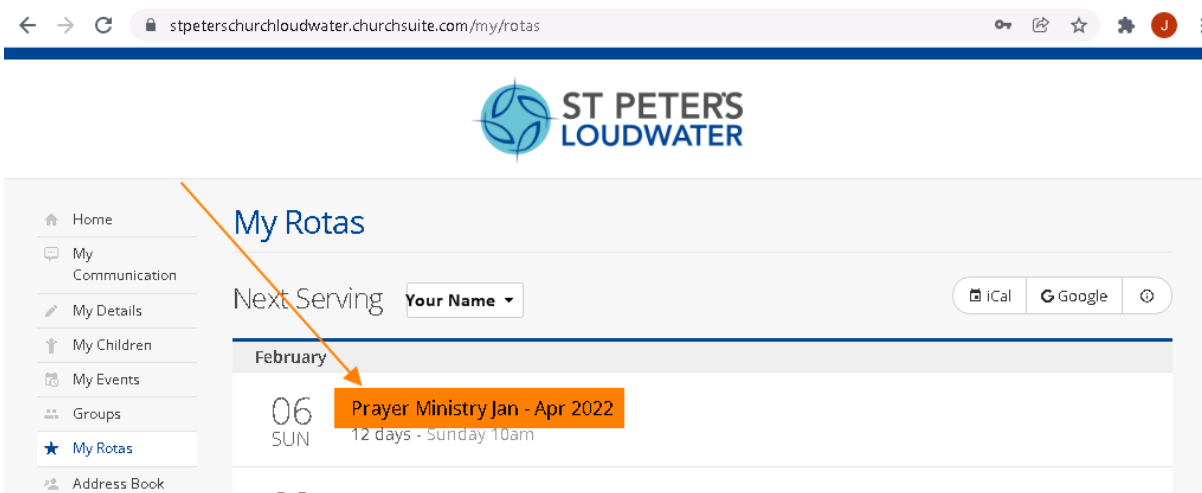 stpeterschurchloudwater.churchsuite.com/my/rotas
J
ST PETER'S
LOUDWATER
Home
My
Communication
My Details
My Children
My Events
Groups
My Rotas
Address Book
My Rotas
Next Serving Your Name
iCal G Google
February
06 Prayer Ministry Jan - Apr 2022
SUN 12 days - Sunday 10am